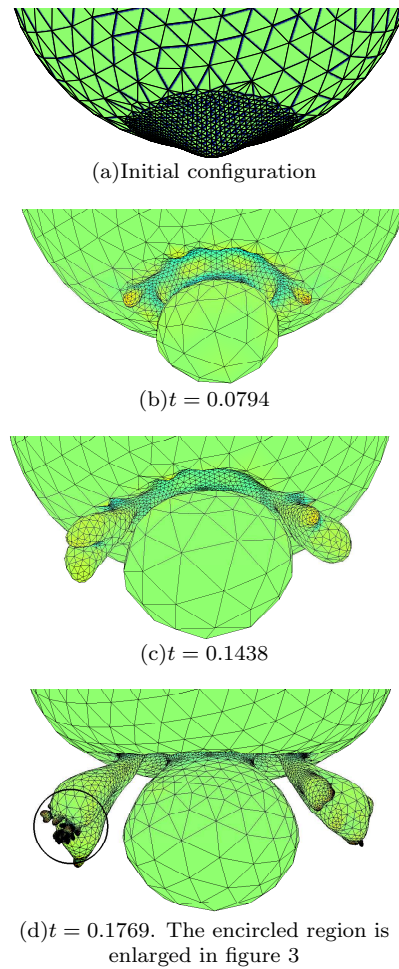 (a)Initial configuration
(b)t = 0.0794
(c)t = 0.1438
(d)t = 0.1769. The encircled region is
enlarged in figure 3